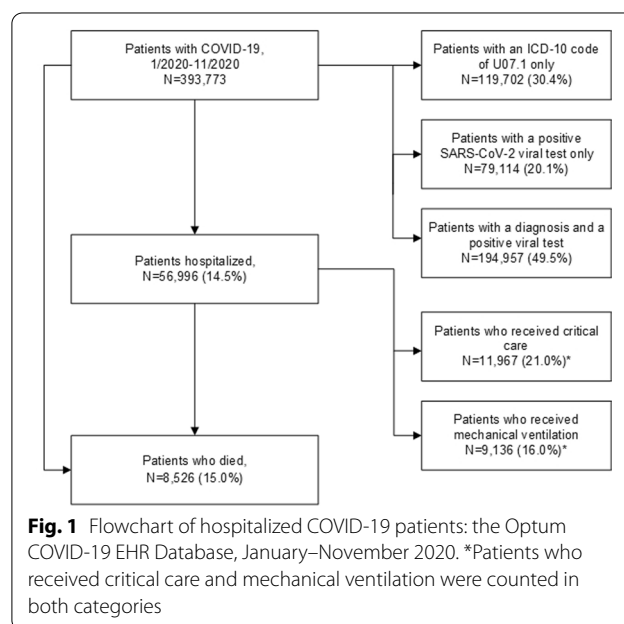 Patients with COVID-19,
1/2020-11/2020
N=393,773
Patients with an ICD-10 code
of U07.1 only
N=119,702 (30.4%)
Patients with a positive
SARS-CoV-2 viral test only
N=79,114 (20.1%)
Patients with a diagnosis and a
positive viral test
N=194,957 (49.5%)
Patients hospitalized,
N=56,996 (14.5%)
Patients who received critical
care
N=11,967 (21.0%)*
Patients who received
mechanical ventilation
N=9,136 (16.0%)*
Patients who died,
N=8,526 (15.0%)
Fig. 1 Flowchart of hospitalized COVID-19 patients: the Optum
COVID-19 EHR Database, January–November 2020. *Patients who
received critical care and mechanical ventilation were counted in
both categories